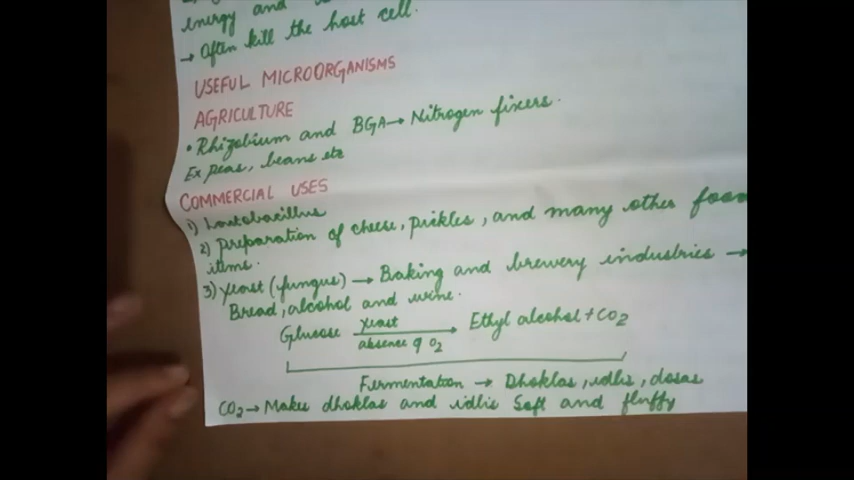 energy and
→ Often kill the host cell.
USEFUL MICROORGANISMS
AGRICULTURE
• Rhizobium and BGA → Nitrogen fixers.
Ex peas, beans etc
COMMERCIAL USES
1) Lactobacillus
2) Preparation of cheese, pickles, and many other food
items.
3) Yeast (fungus) → Baking and brewery industries →
Bread, alcohol and wine.
Glucose yeast → Ethyl alcohol + CO₂
absence of O₂
Fermentation → Dhoklas, idlis, dosas
CO₂ → Makes dhoklas and idlis Soft and fluffy